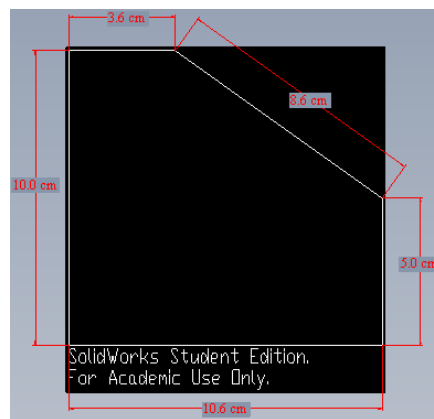 3.6 cm
8.6 cm
10.0 cm
5.0 cm
SolidWorks Student Edition.
For Academic Use Only.
10.6 cm